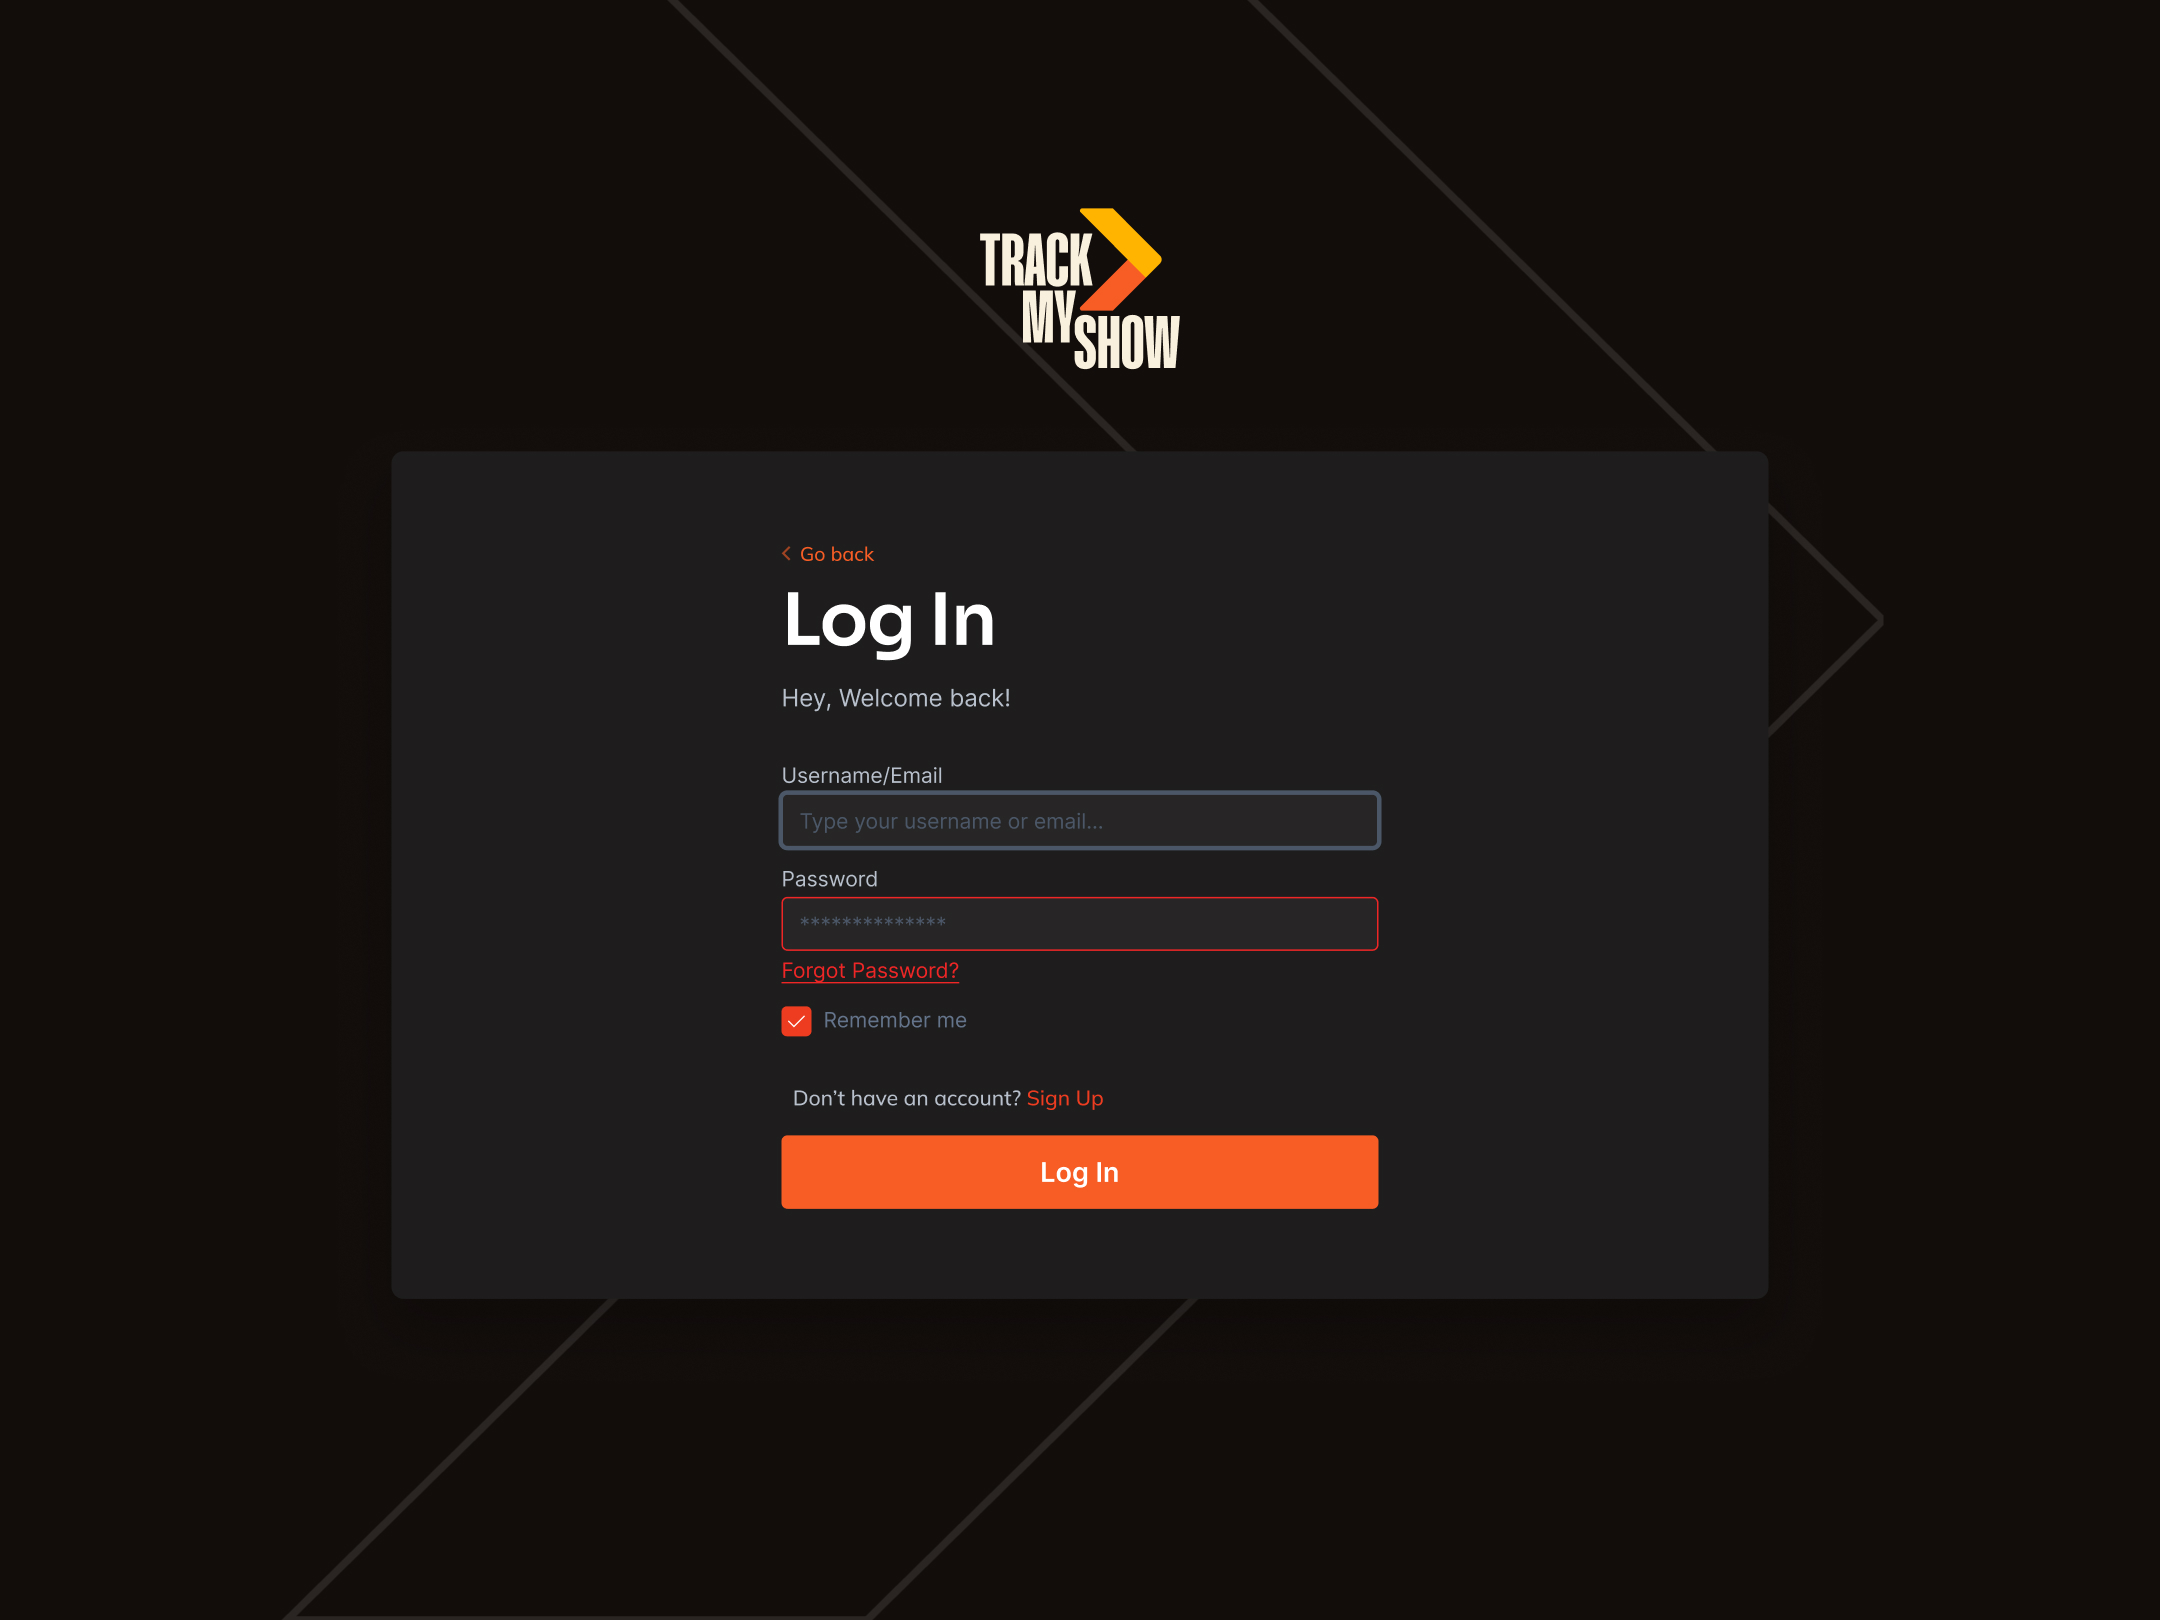 TRACK
MY
SHOW
Go back
Log In
Hey, Welcome back!
Username/Email
Type your username or email...
Password
**************
Forgot Password?
Remember me
Don't have an account? Sign Up
Log In